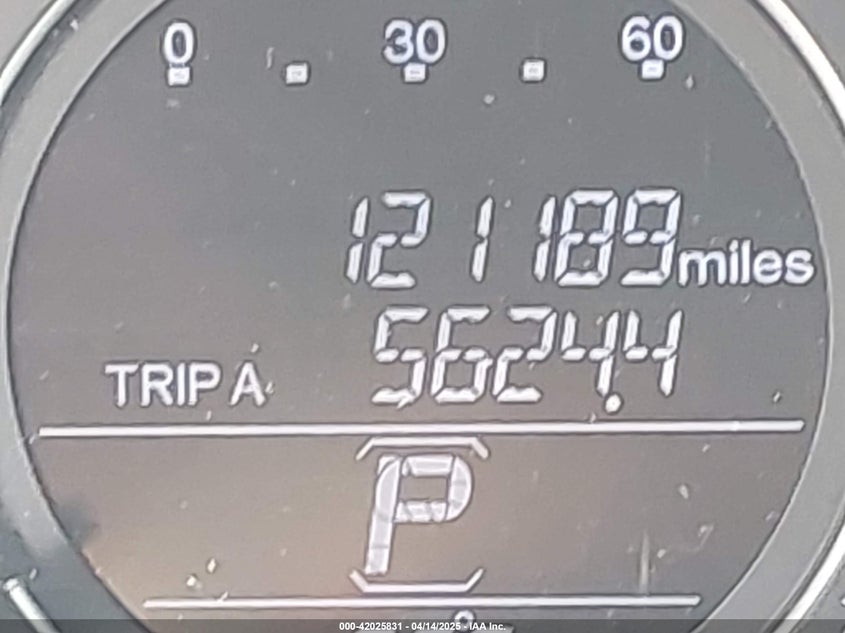 0 30 60
121189 miles
TRIP A 5624.4
P
000-42025831 - 04/14/2025 - IAA Inc.